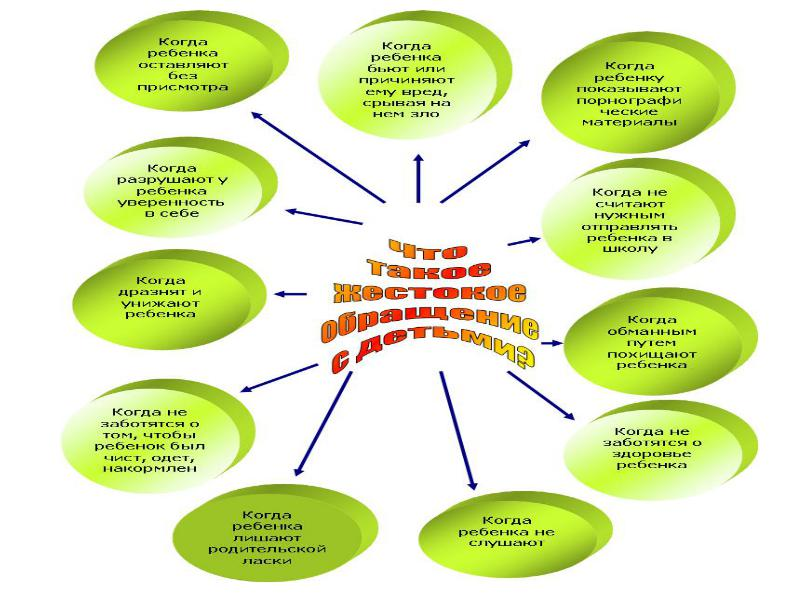 Когда
ребенка
оставляют
без
присмотра
Когда
ребенка
бьют или
причиняют
ему вред,
срывая на
нем зло
Когда
ребенку
показывают
порнографи
ческие
материалы
Когда
разрушают у
ребенка
уверенность
в себе
Когда не
считают
нужным
отправлять
ребенка в
школу
Что
такое
жестокое
обращение
с детьми?
Когда
дразнят и
унижают
ребенка
Когда
обманным
путем
похищают
ребенка
Когда не
заботятся о
том, чтобы
ребенок был
чист, одет,
накормлен
Когда не
заботятся о
здоровье
ребенка
Когда
ребенка
лишают
родительской
ласки
Когда
ребенка не
слушают